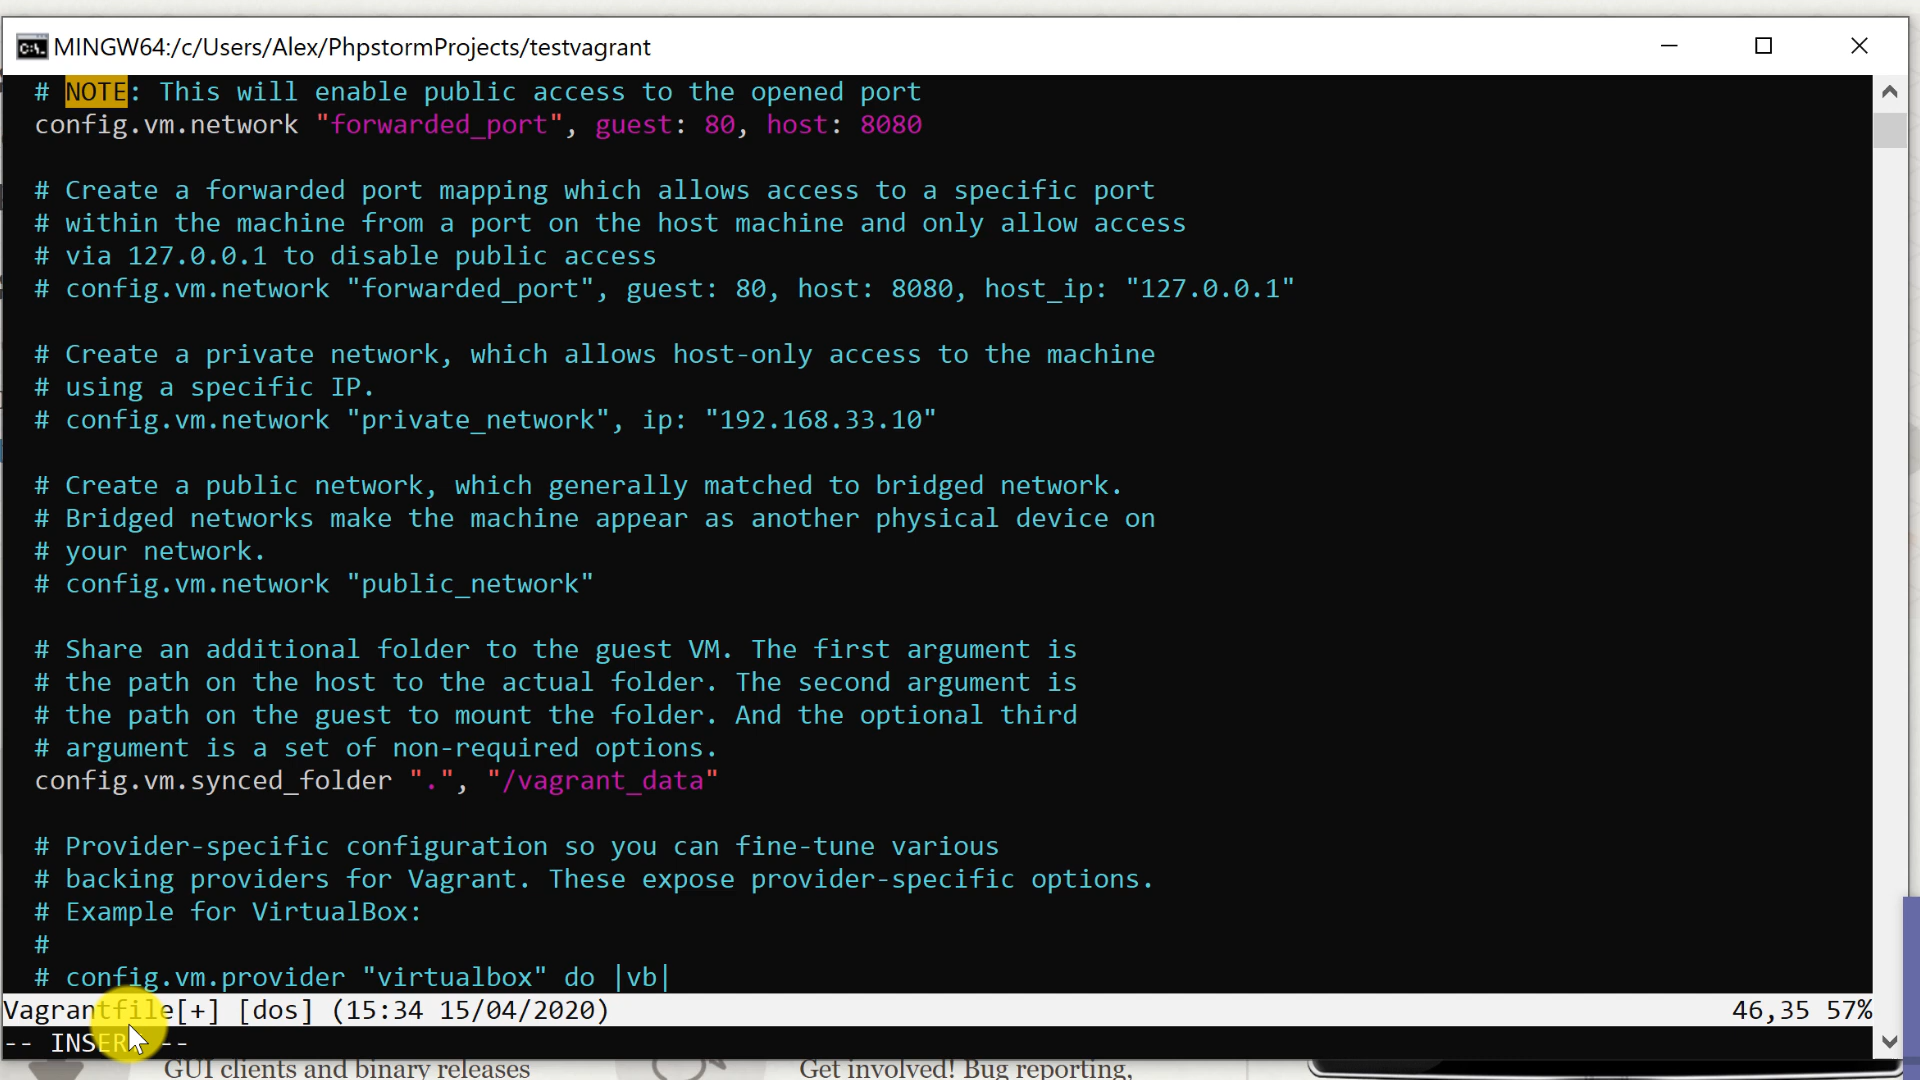 MINGW64:/c/Users/Alex/PhpstormProjects/testvagrant
# NOTE: This will enable public access to the opened port
config.vm.network "forwarded_port", guest: 80, host: 8080
# Create a forwarded port mapping which allows access to a specific port
# within the machine from a port on the host machine and only allow access
# via 127.0.0.1 to disable public access
# config.vm.network "forwarded_port", guest: 80, host: 8080, host_ip: "127.0.0.1"
# Create a private network, which allows host-only access to the machine
# using a specific IP.
# config.vm.network "private_network", ip: "192.168.33.10"
# Create a public network, which generally matched to bridged network.
# Bridged networks make the machine appear as another physical device on
# your network.
# config.vm.network "public_network"
# Share an additional folder to the guest VM. The first argument is
# the path on the host to the actual folder. The second argument is
# the path on the guest to mount the folder. And the optional third
# argument is a set of non-required options.
config.vm.synced_folder ".", "/vagrant_data"
# Provider-specific configuration so you can fine-tune various
# backing providers for Vagrant. These expose provider-specific options.
# Example for VirtualBox:
#
# config.vm.provider "virtualbox" do |vb|
Vagrantfile[+] [dos] (15:34 15/04/2020) 46,35 57%
-- INSERT --
GUI clients and binary releases Get involved! Bug reporting,